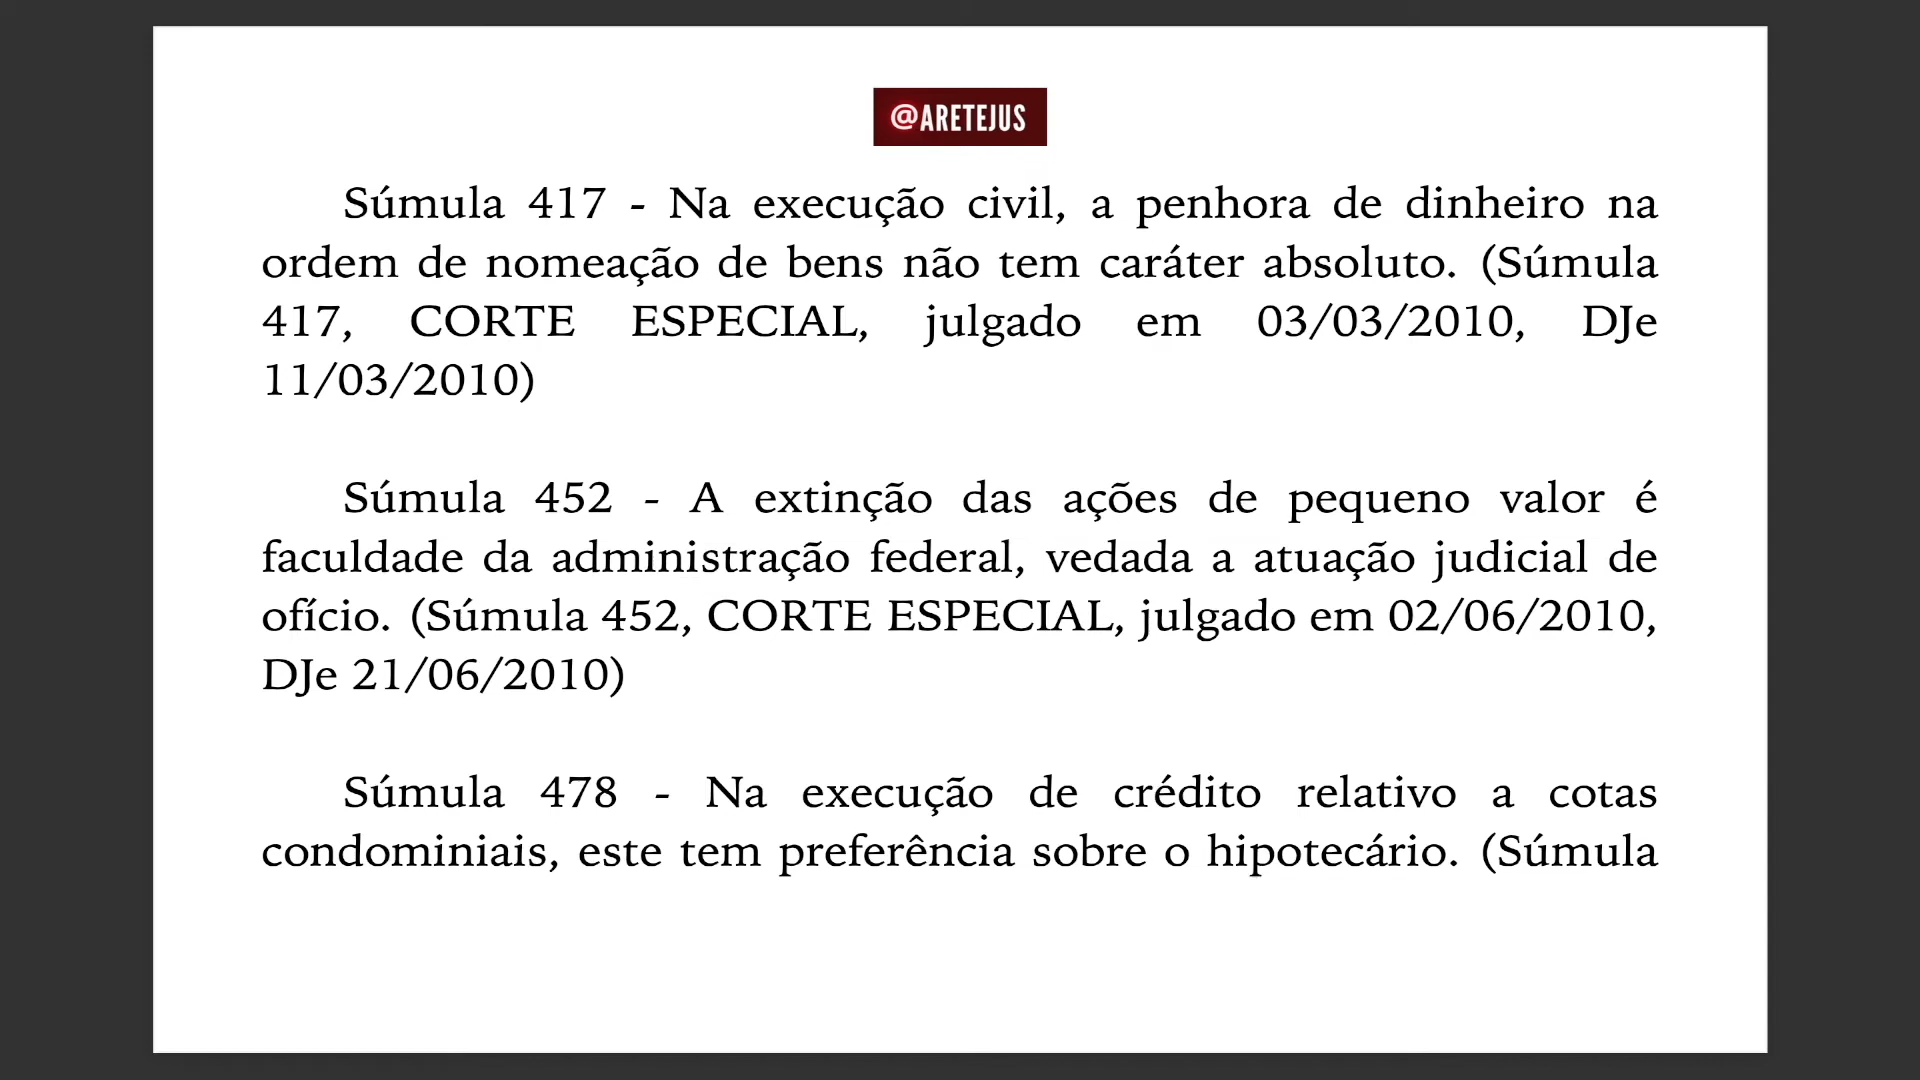 @ARETEJUS
Súmula 417 - Na execução civil, a penhora de dinheiro na
ordem de nomeação de bens não tem caráter absoluto. (Súmula
417, CORTE ESPECIAL, julgado em 03/03/2010, DJe
11/03/2010)
Súmula 452 - A extinção das ações de pequeno valor é
faculdade da administração federal, vedada a atuação judicial de
ofício. (Súmula 452, CORTE ESPECIAL, julgado em 02/06/2010,
DJe 21/06/2010)
Súmula 478 - Na execução de crédito relativo a cotas
condominiais, este tem preferência sobre o hipotecário. (Súmula